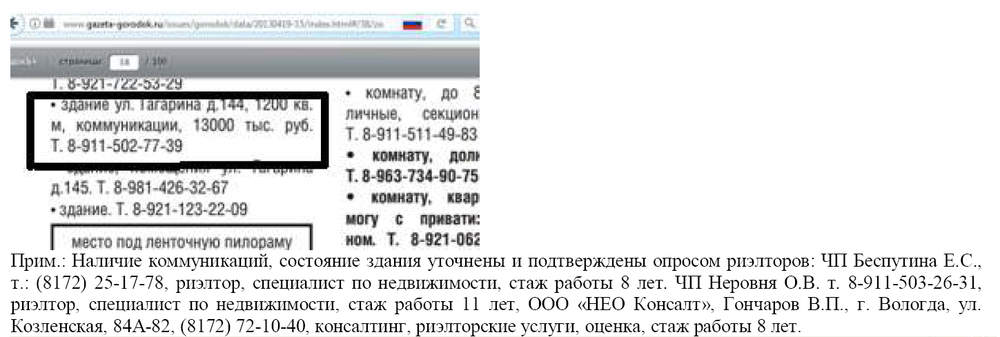 www.gazeta-gorodok.ru/issues/gorodok/data/20130419-15/index.html#/18/
страницы: 18 / 100
Т. 8-921-722-53-29
• здание ул. Гагарина д.144, 1200 кв.
м, коммуникации, 13000 тыс. руб.
Т. 8-911-502-77-39
ул. Гагарина
д.145. Т. 8-981-426-32-67
• здание. Т. 8-921-123-22-09
место под ленточную пилораму
• комнату, до 8
личные, секцион
Т. 8-911-511-49-83
• комнату, долж
Т. 8-963-734-90-75
• комнату, квар
могу с привати
ном. Т. 8-921-062
Прим.: Наличие коммуникаций, состояние здания уточнены и подтверждены опросом риэлторов: ЧП Беспутина Е.С.,
т.: (8172) 25-17-78, риэлтор, специалист по недвижимости, стаж работы 8 лет. ЧП Неровня О.В. т. 8-911-503-26-31,
риэлтор, специалист по недвижимости, стаж работы 11 лет, ООО «НЕО Консалт», Гончаров В.П., г. Вологда, ул.
Козленская, 84А-82, (8172) 72-10-40, консалтинг, риэлторские услуги, оценка, стаж работы 8 лет.